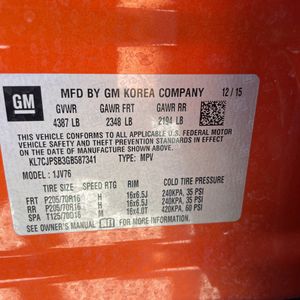 GM
MFD BY GM KOREA COMPANY 12/15
GVWR GAWR FRT GAWR RR
4387 LB 2348 LB 2194 LB
THIS VEHICLE CONFORMS TO ALL APPLICABLE U.S. FEDERAL MOTOR
VEHICLE SAFETY
THEFT PREVENTION STANDARDS IN EFFECT ON
THE DATE OF MANUFACTURE SHOWN ABOVE.
KL7CJPSB3GB587341 TYPE: MPV
MODEL : 1JV76
TIRE SIZE SPEED RTG RIM COLD TIRE PRESSURE
FRT P205/70R16 H 16x6.5J 240KPA, 35 PSI
RR P205/70R16 H 16x6.5J 240KPA, 35 PSI
SPA T125/70D16 M 16x4.0T 420KPA, 60 PSI
SEE OWNER'S MANUAL FOR MORE INFORMATION